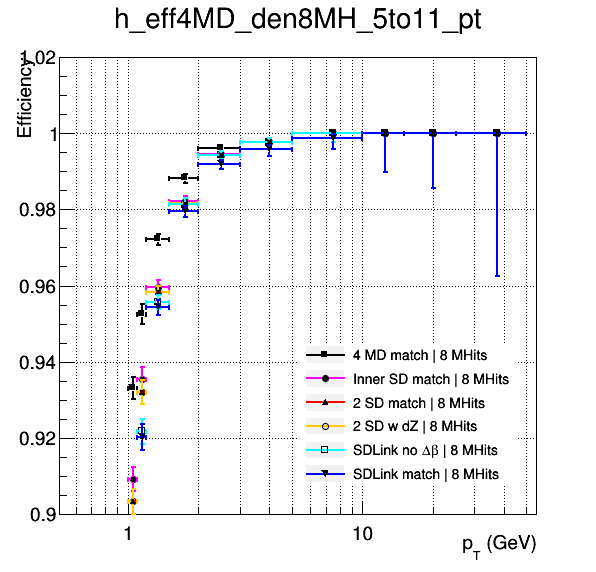 h_eff4MD_den8MH_5to11_pt
Efficiency
1.02
1
0.98
0.96
0.94
0.92
0.9
4 MD match | 8 MHits
Inner SD match | 8 MHits
2 SD match | 8 MHits
2 SD w dZ | 8 MHits
SDLink no Δβ | 8 MHits
SDLink match | 8 MHits
1
10
p_T (GeV)